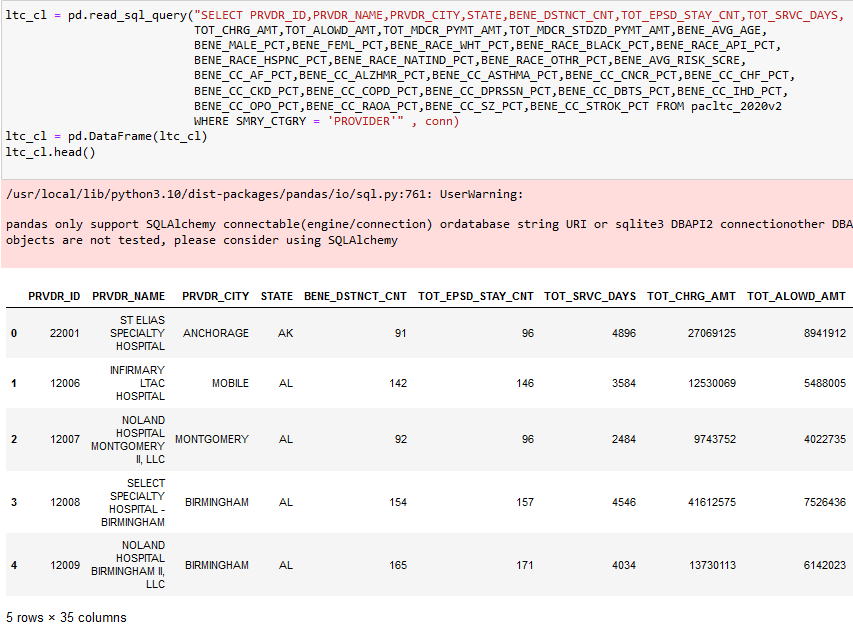 ltc_cl = pd.read_sql_query("SELECT PRVDR_ID,PRVDR_NAME,PRVDR_CITY,STATE,BENE_DSTNCT_CNT,TOT_EPSD_STAY_CNT,TOT_SRVC_DAYS,
TOT_CHRG_AMT,TOT_ALOWD_AMT,TOT_MDCR_PYMT_AMT,TOT_MDCR_STDZD_PYMT_AMT,BENE_AVG_AGE,
BENE_MALE_PCT,BENE_FEML_PCT,BENE_RACE_WHT_PCT,BENE_RACE_BLACK_PCT,BENE_RACE_API_PCT,
BENE_RACE_HSPNC_PCT,BENE_RACE_NATIND_PCT,BENE_RACE_OTHR_PCT,BENE_AVG_RISK_SCRE,
BENE_CC_AF_PCT,BENE_CC_ALZHMR_PCT,BENE_CC_ASTHMA_PCT,BENE_CC_CNCR_PCT,BENE_CC_CHF_PCT,
BENE_CC_CKD_PCT,BENE_CC_COPD_PCT,BENE_CC_DPRSSN_PCT,BENE_CC_DBTS_PCT,BENE_CC_IHD_PCT,
BENE_CC_OPO_PCT,BENE_CC_RAOA_PCT,BENE_CC_SZ_PCT,BENE_CC_STROK_PCT FROM pacltc_2020v2
WHERE SMRY_CTGRY = 'PROVIDER'" , conn)
ltc_cl = pd.DataFrame(ltc_cl)
ltc_cl.head()
/usr/local/lib/python3.10/dist-packages/pandas/io/sql.py:761: UserWarning:
pandas only support SQLAlchemy connectable(engine/connection) ordatabase string URI or sqlite3 DBAPI2 connectionother DBA
objects are not tested, please consider using SQLAlchemy
PRVDR_ID PRVDR_NAME PRVDR_CITY STATE BENE_DSTNCT_CNT TOT_EPSD_STAY_CNT TOT_SRVC_DAYS TOT_CHRG_AMT TOT_ALOWD_AMT
ST ELIAS
0 22001 SPECIALTY ANCHORAGE AK 91 96 4896 27069125 8941912
HOSPITAL
INFIRMARY
1 12006 LTAC MOBILE AL 142 146 3584 12530069 5488005
HOSPITAL
NOLAND
HOSPITAL
2 12007 MONTGOMERY MONTGOMERY AL 92 96 2484 9743752 4022735
II, LLC
SELECT
SPECIALTY
3 12008 HOSPITAL - BIRMINGHAM AL 154 157 4546 41612575 7526436
BIRMINGHAM
NOLAND
HOSPITAL
4 12009 BIRMINGHAM II, BIRMINGHAM AL 165 171 4034 13730113 6142023
LLC
5 rows × 35 columns